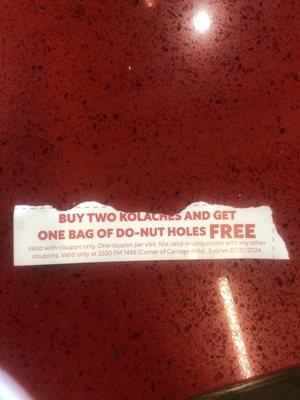 BUY TWO KOLACHES AND GET
ONE BAG OF DO-NUT HOLES FREE
Valid with coupon only. One coupon per visit. Not valid in conjunction with any other
coupons. Valid only at 2550 FM 1488 (Corner of Carriage Hills). Expires 01/31/2024